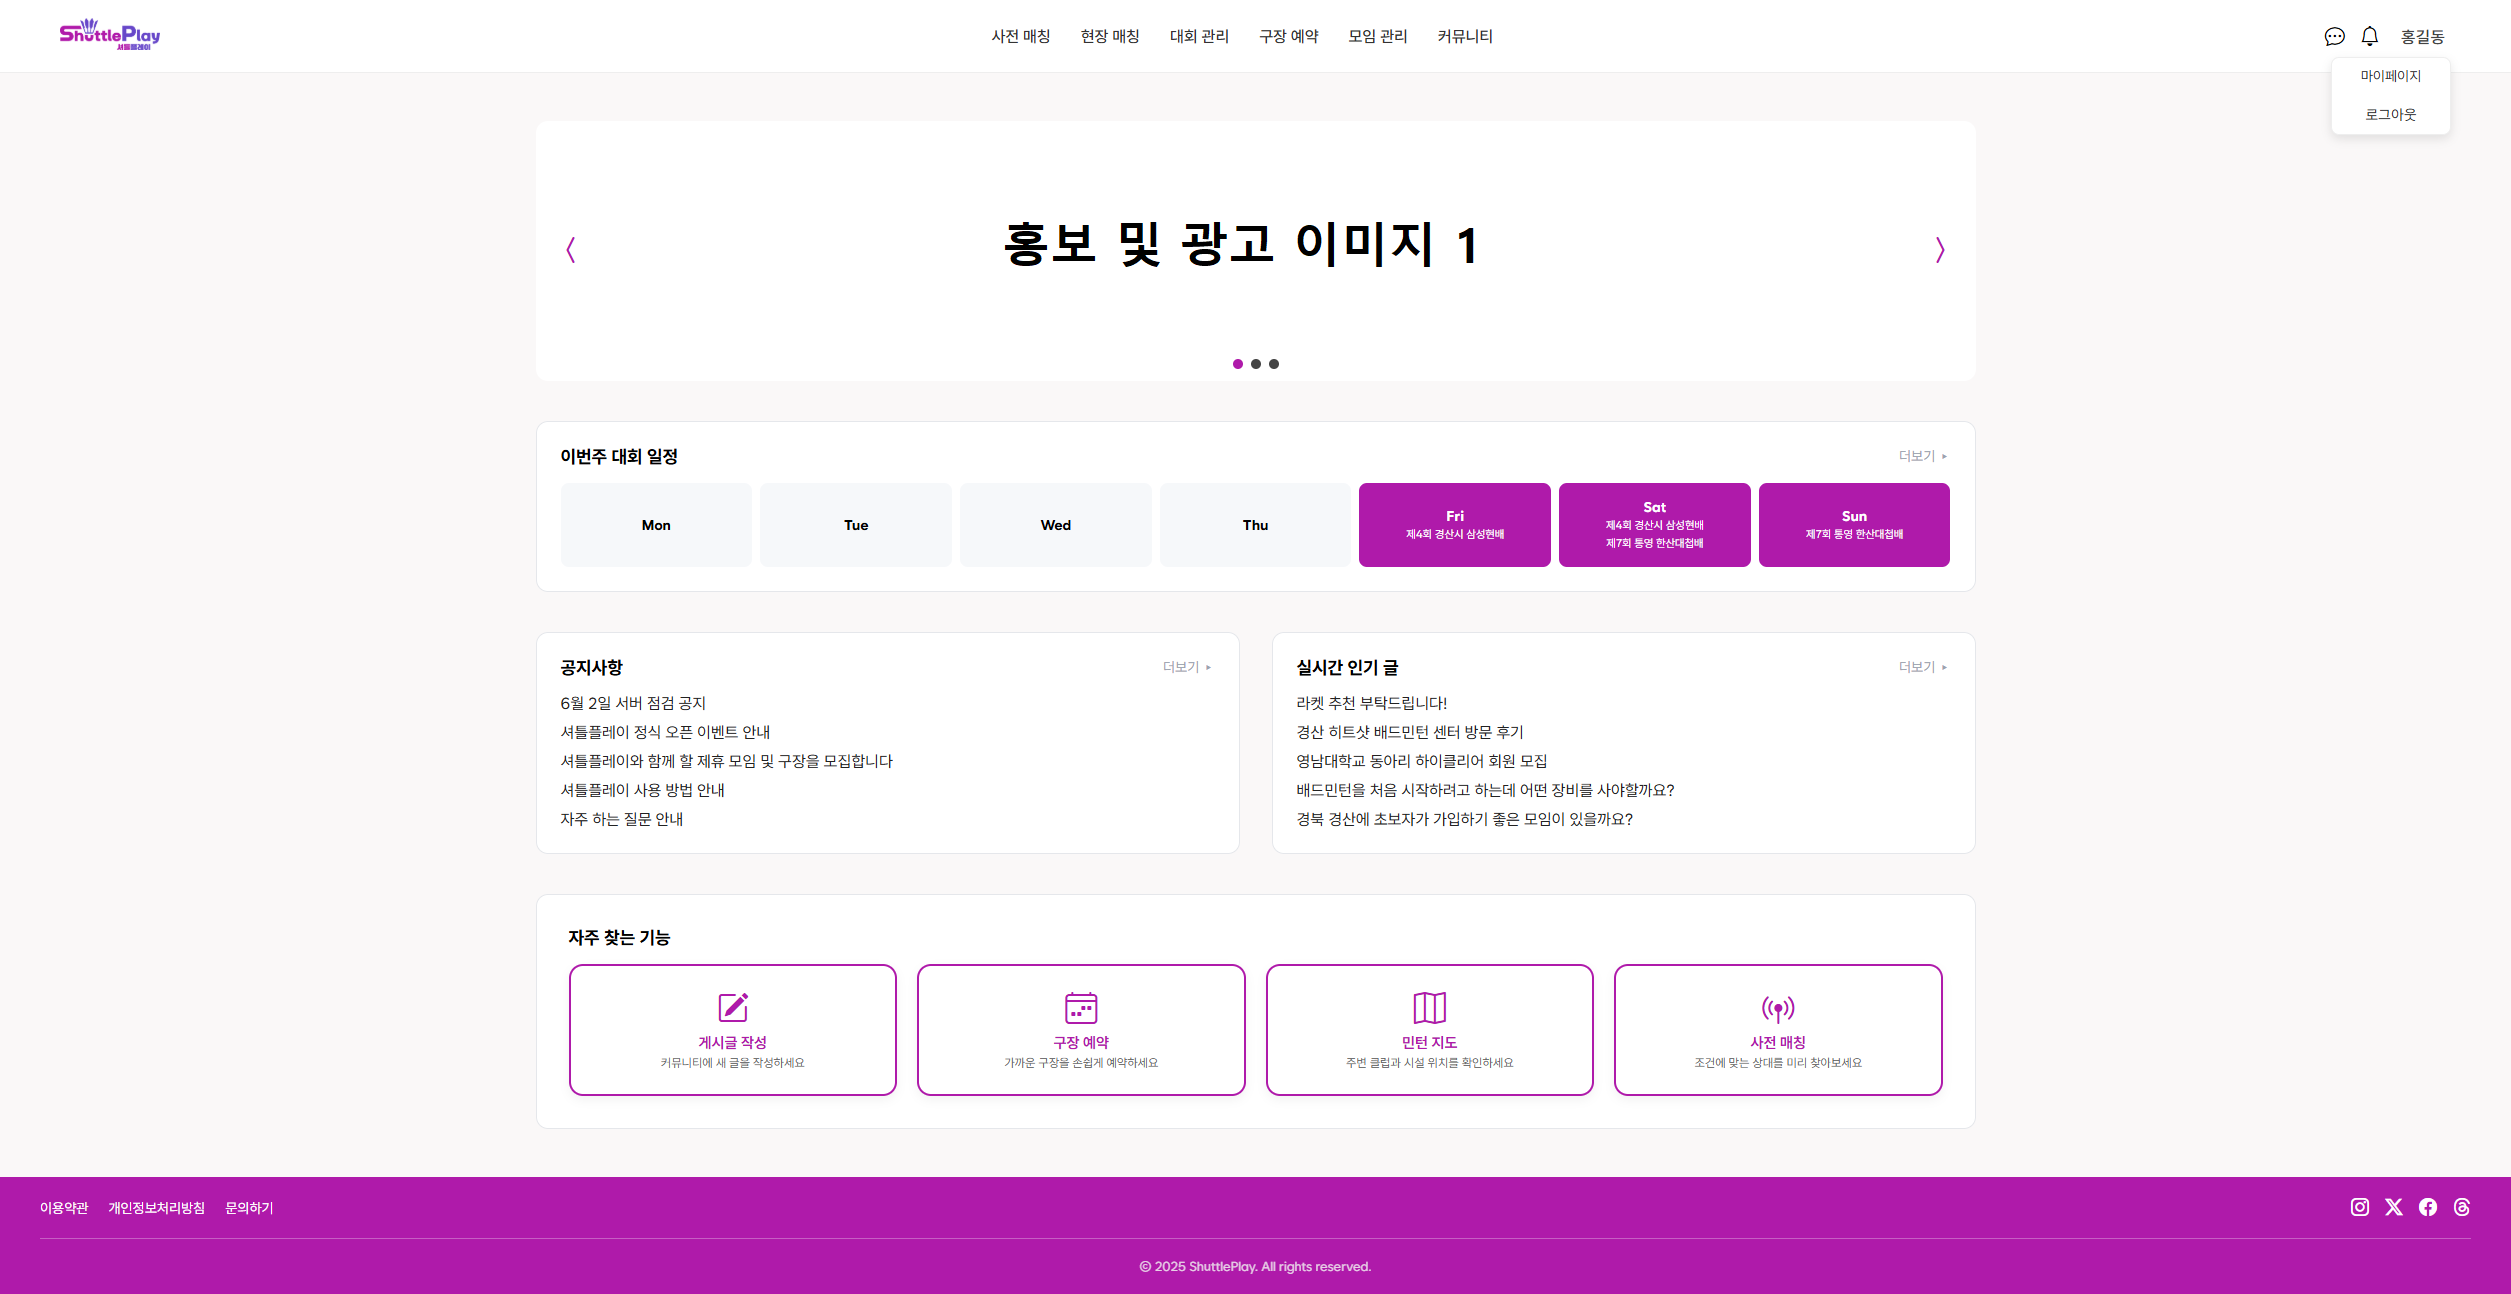 ShuttlePlay
셔틀플레이
사전 매칭 현장 매칭 대회 관리 구장 예약 모임 관리 커뮤니티
홍길동
마이페이지
로그아웃
홍보 및 광고 이미지 1
이번주 대회 일정
더보기
Mon
Tue
Wed
Thu
Fri
제4회 경산시 삼성현배
Sat
제4회 경산시 삼성현배
제7회 통영 한산대첩배
Sun
제7회 통영 한산대첩배
공지사항
더보기
6월 2일 서버 점검 공지
셔틀플레이 정식 오픈 이벤트 안내
셔틀플레이와 함께 할 제휴 모임 및 구장을 모집합니다
셔틀플레이 사용 방법 안내
자주 하는 질문 안내
실시간 인기 글
더보기
라켓 추천 부탁드립니다!
경산 히트샷 배드민턴 센터 방문 후기
영남대학교 동아리 하이클리어 회원 모집
배드민턴을 처음 시작하려고 하는데 어떤 장비를 사야할까요?
경북 경산에 초보자가 가입하기 좋은 모임이 있을까요?
자주 찾는 기능
게시글 작성
커뮤니티에 새 글을 작성하세요
구장 예약
가까운 구장을 손쉽게 예약하세요
민턴 지도
주변 클럽과 시설 위치를 확인하세요
사전 매칭
조건에 맞는 상대를 미리 찾아보세요
이용약관 개인정보처리방침 문의하기
© 2025 ShuttlePlay. All rights reserved.